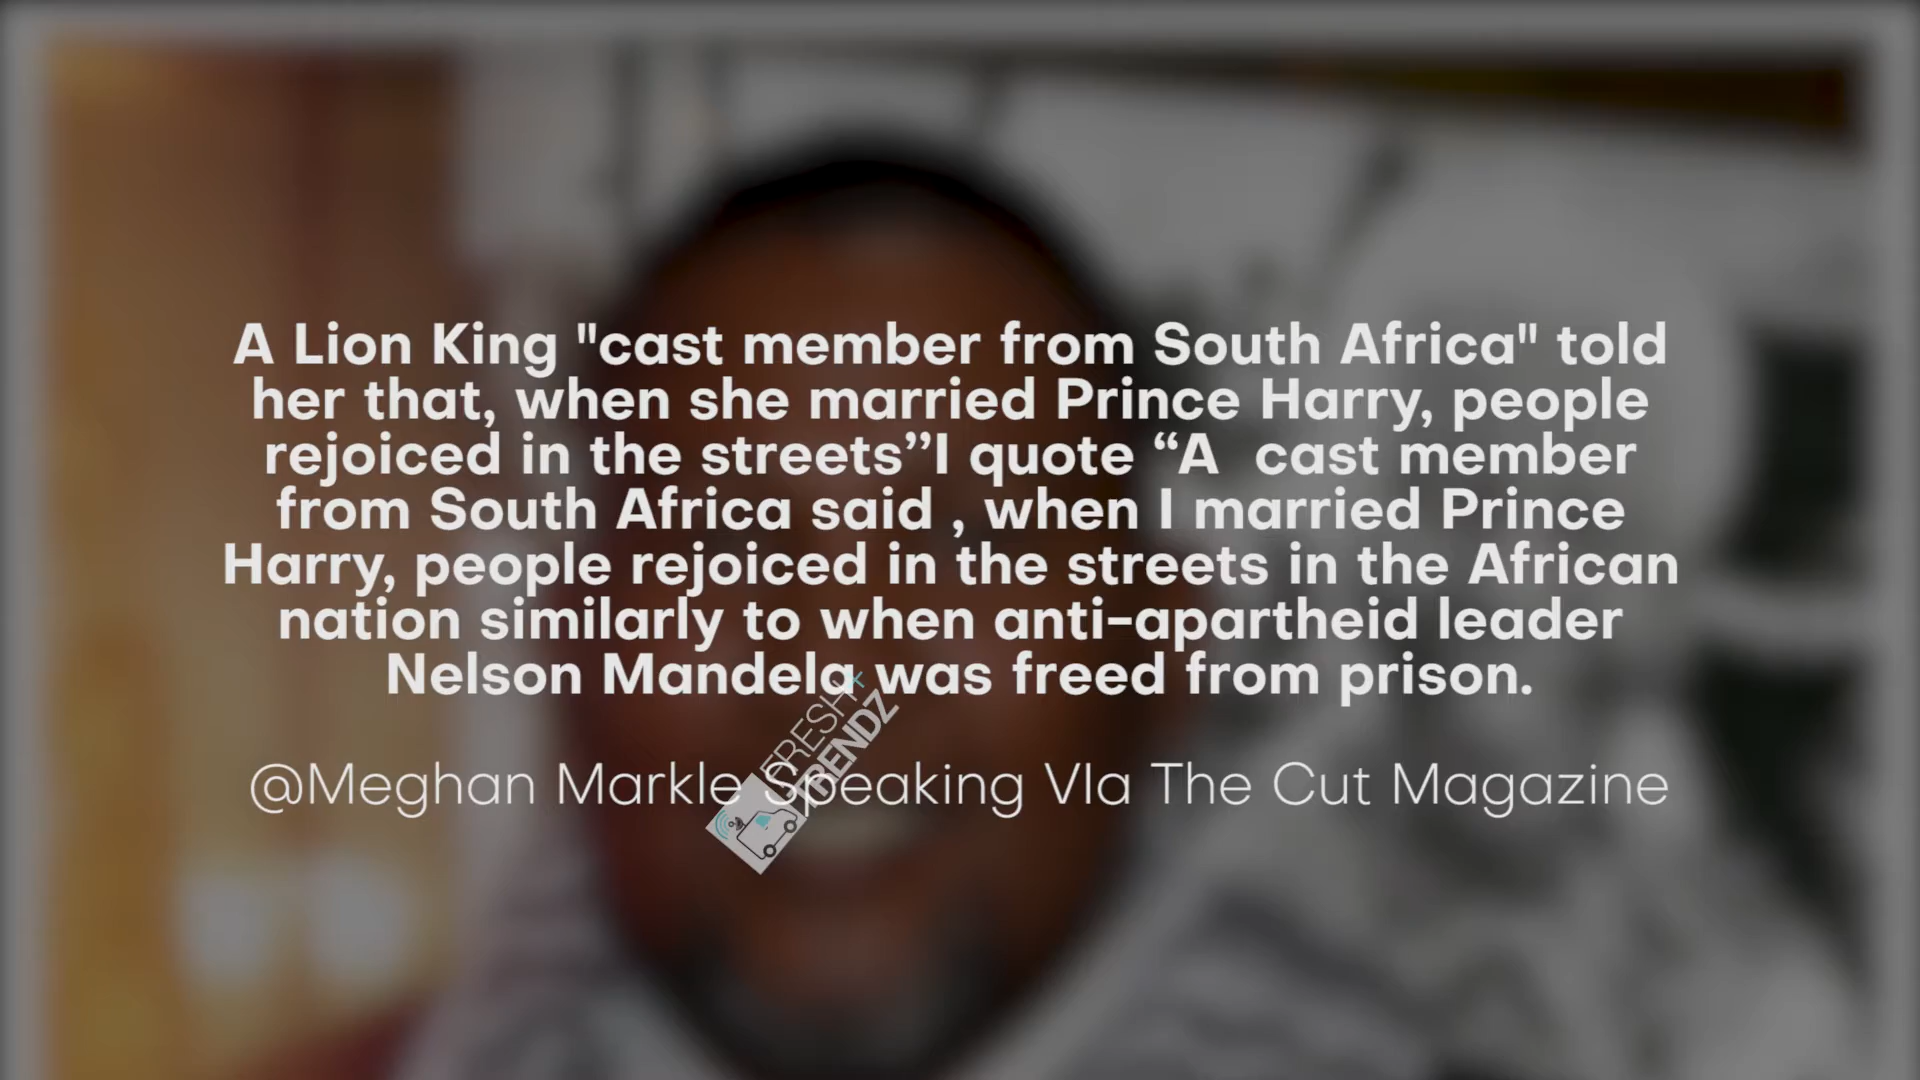 A Lion King "cast member from South Africa" told
her that, when she married Prince Harry, people
rejoiced in the streets”I quote “A cast member
from South Africa said , when I married Prince
Harry, people rejoiced in the streets in the African
nation similarly to when anti-apartheid leader
Nelson Mandela was freed from prison.
@Meghan Markle Speaking VIa The Cut Magazine
FRESH
TRENDZ